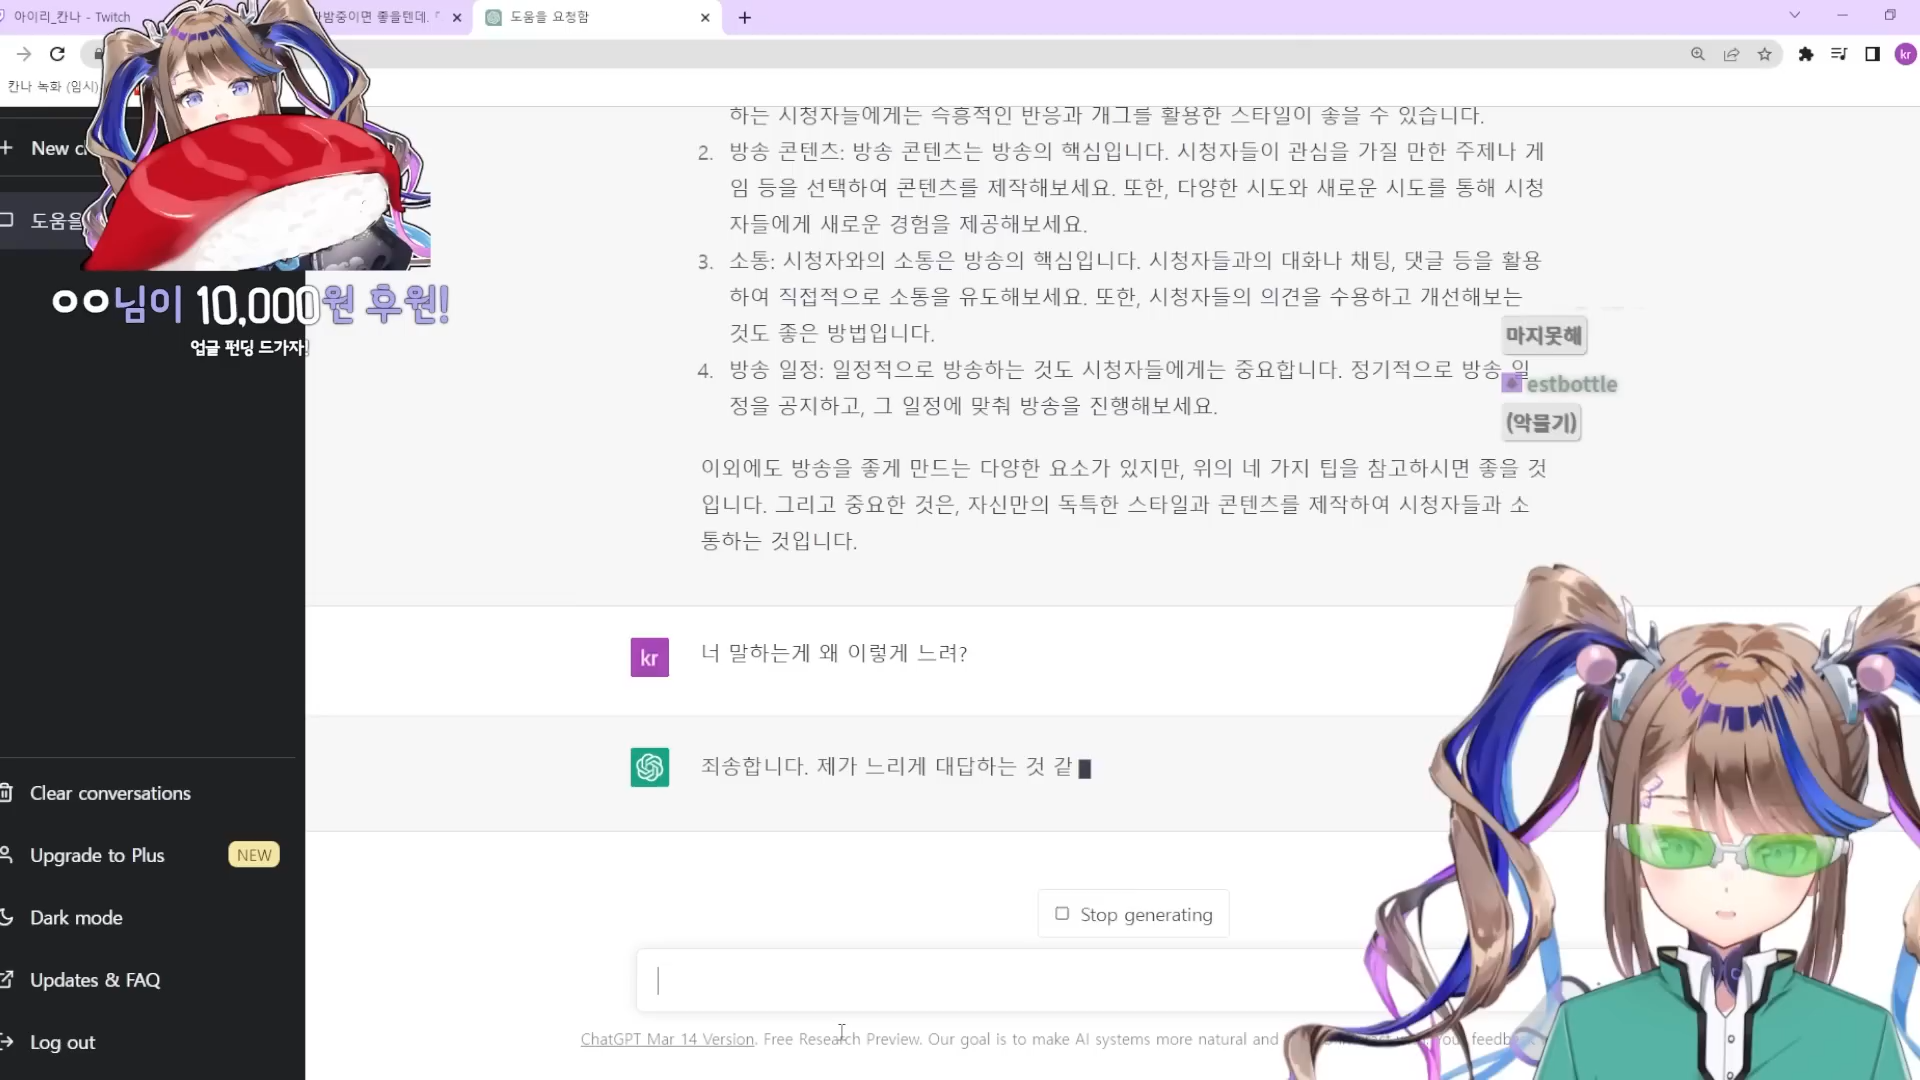 아이리_칸나 - Twitch
밤중이면 좋을텐데.
도움을 요청함
kr
칸나 녹화 (임시)
New c
도움을
ㅇㅇ님이 10,000원 후원!
업글 펀딩 드가자!
하는 시청자들에게는 즉흥적인 반응과 개그를 활용한 스타일이 좋을 수 있습니다.
2. 방송 콘텐츠: 방송 콘텐츠는 방송의 핵심입니다. 시청자들이 관심을 가질 만한 주제나 게
임 등을 선택하여 콘텐츠를 제작해보세요. 또한, 다양한 시도와 새로운 시도를 통해 시청
자들에게 새로운 경험을 제공해보세요.
3. 소통: 시청자와의 소통은 방송의 핵심입니다. 시청자들과의 대화나 채팅, 댓글 등을 활용
하여 직접적으로 소통을 유도해보세요. 또한, 시청자들의 의견을 수용하고 개선해보는
것도 좋은 방법입니다.
4. 방송 일정: 일정적으로 방송하는 것도 시청자들에게는 중요합니다. 정기적으로 방송 일
정을 공지하고, 그 일정에 맞춰 방송을 진행해보세요.
이외에도 방송을 좋게 만드는 다양한 요소가 있지만, 위의 네 가지 팁을 참고하시면 좋을 것
입니다. 그리고 중요한 것은, 자신만의 독특한 스타일과 콘텐츠를 제작하여 시청자들과 소
통하는 것입니다.
마지못해
estbottle
(악물기)
kr
너 말하는게 왜 이렇게 느려?
죄송합니다. 제가 느리게 대답하는 것 같
Clear conversations
Upgrade to Plus NEW
Dark mode
Updates & FAQ
Log out
Stop generating
ChatGPT Mar 14 Version. Free Research Preview. Our goal is to make AI systems more natural and